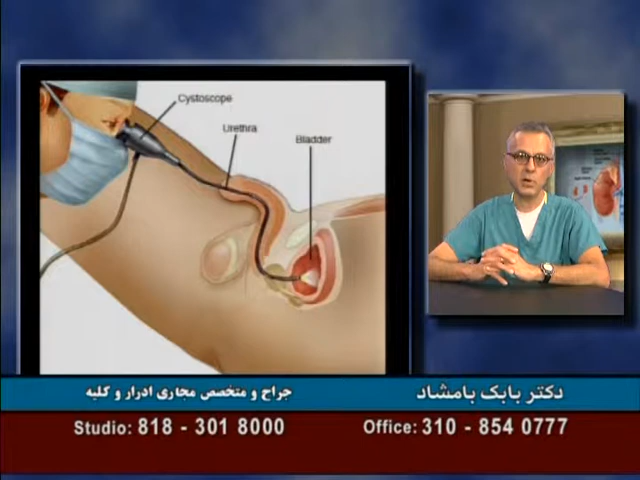 Cystoscope
Urethra
Bladder
دکتر بابک بامشاد
جراح و متخصص مجاری ادرار و کلیه
Studio: 818 - 301 8000
Office: 310 - 854 0777